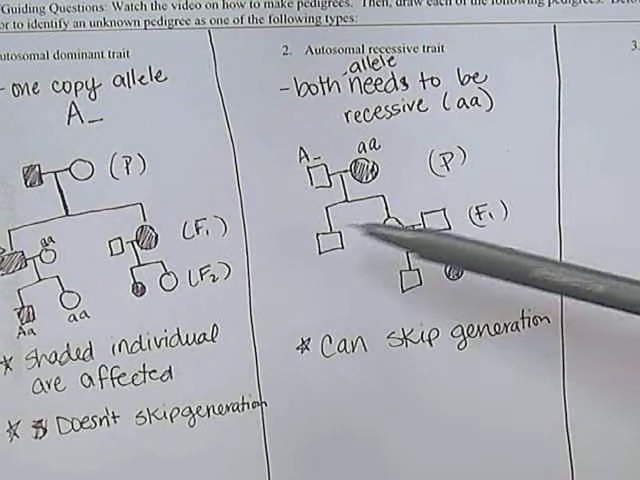 Guiding Questions: Watch the video on how to make pedigrees. Then, draw each of the following pedigrees.
or to identify an unknown pedigree as one of the following types:
utosomal dominant trait
- one copy allele
A_
(P)
(F₁)
aa
(F₂)
Aa
aa
* shaded individual
are affected
* Doesn't skip generation
2. Autosomal recessive trait
allele
- both needs to be
recessive (aa)
A_
aa
(P)
(F₁)
* Can skip generation
3.